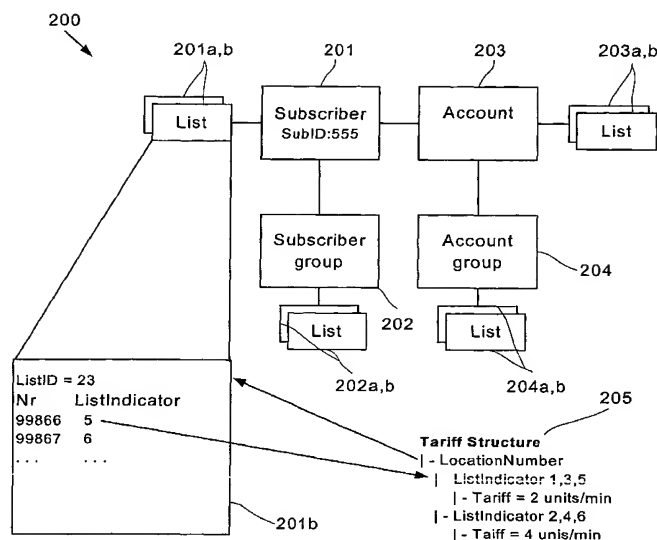 200
201a,b
201
203
203a,b
List
Subscriber
SubID:555
Account
List
Subscriber
group
Account
group
204
202
List
List
202a,b
204a,b
205
ListID = 23
Nr ListIndicator
99866 5
99867 6
. . . . . .
201b
Tariff Structure
|- LocationNumber
| ListIndicator 1,3,5
|- Tariff = 2 units/min
|- ListIndicator 2,4,6
|- Taiff = 4 unis/min